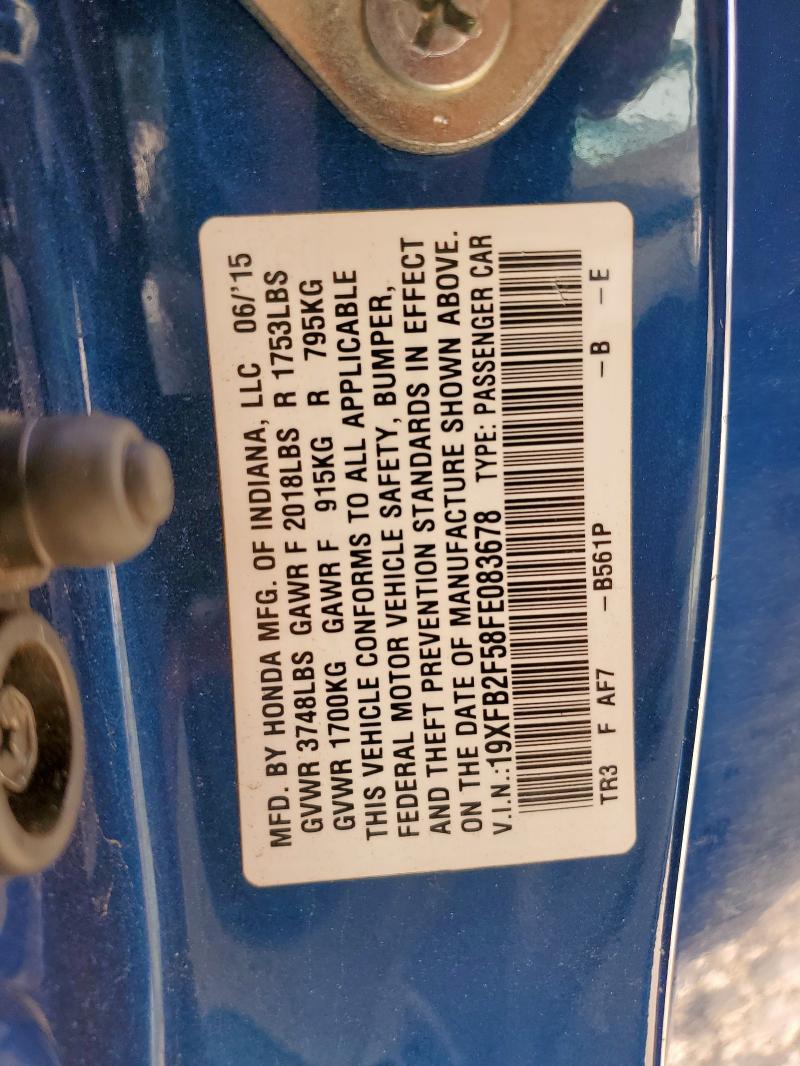 MFD. BY HONDA MFG. OF INDIANA, LLC 06/'15
GVWR 3748LBS GAWR F 2018LBS R 1753LBS
GVWR 1700KG GAWR F 915KG R 795KG
THIS VEHICLE CONFORMS TO ALL APPLICABLE
FEDERAL MOTOR VEHICLE SAFETY, BUMPER,
AND THEFT PREVENTION STANDARDS IN EFFECT
ON THE DATE OF MANUFACTURE SHOWN ABOVE.
V.I.N.:19XFB2F58FE083678 TYPE: PASSENGER CAR
TR3 F AF7 –B561P –B –E